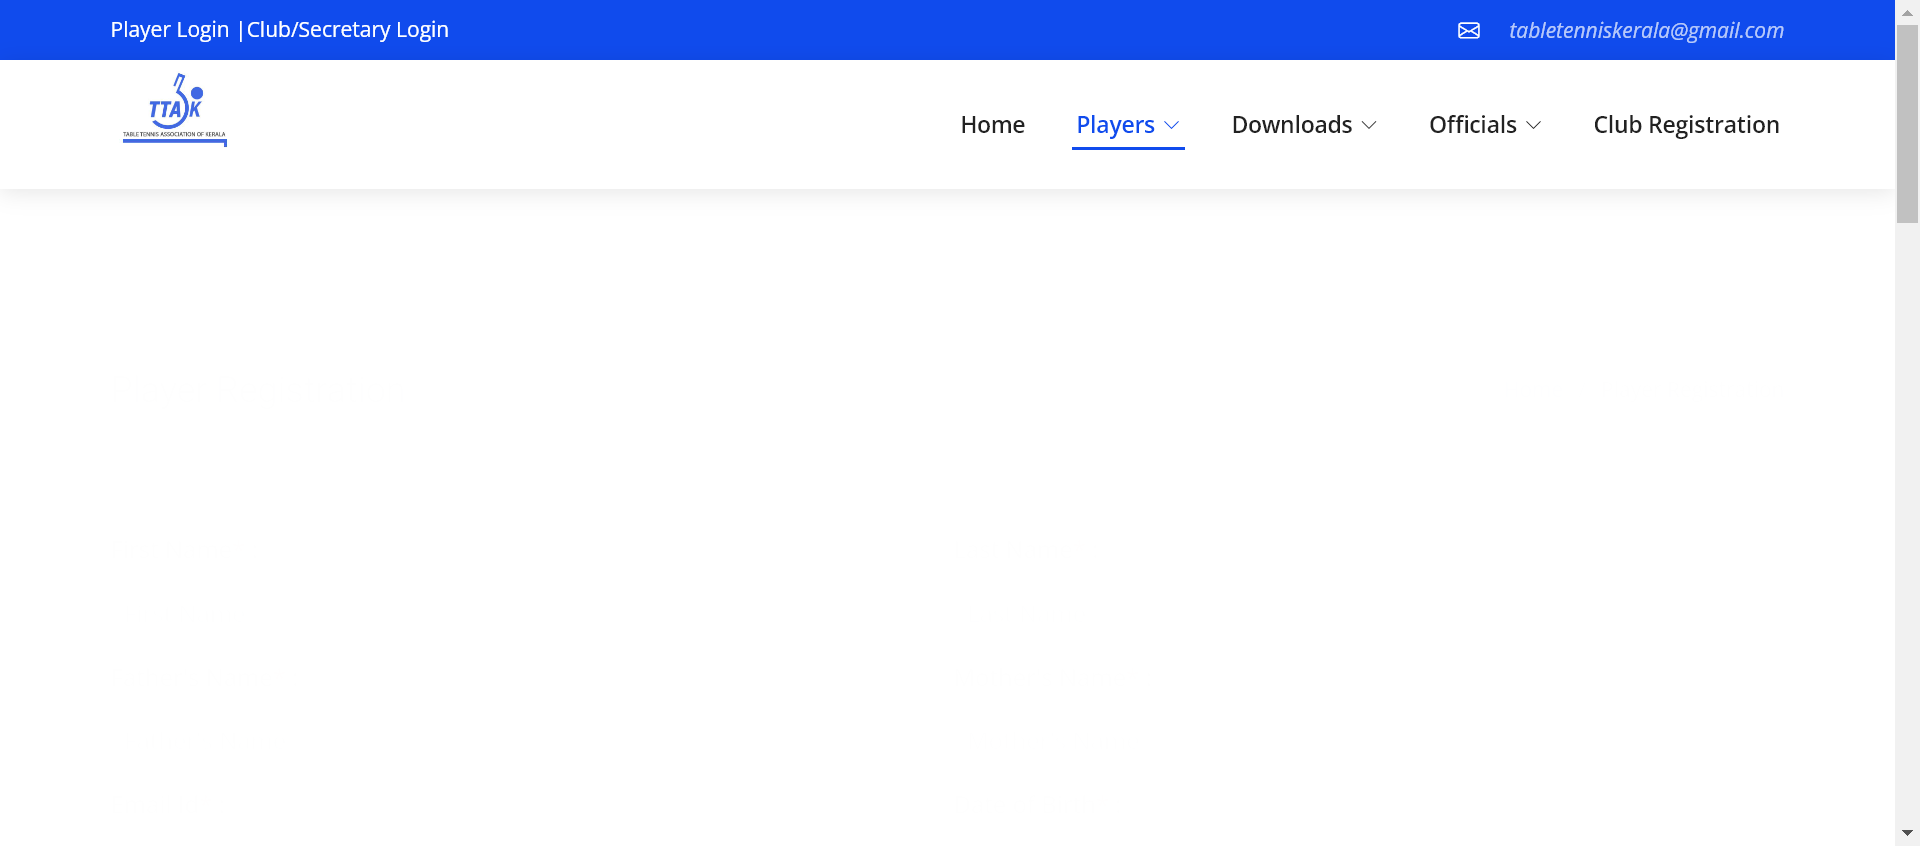 Player Login |Club/Secretary Login
tabletenniskerala@gmail.com
TTA K
TABLE TENNIS ASSOCIATION OF KERALA
Home
Players
Downloads
Officials
Club Registration